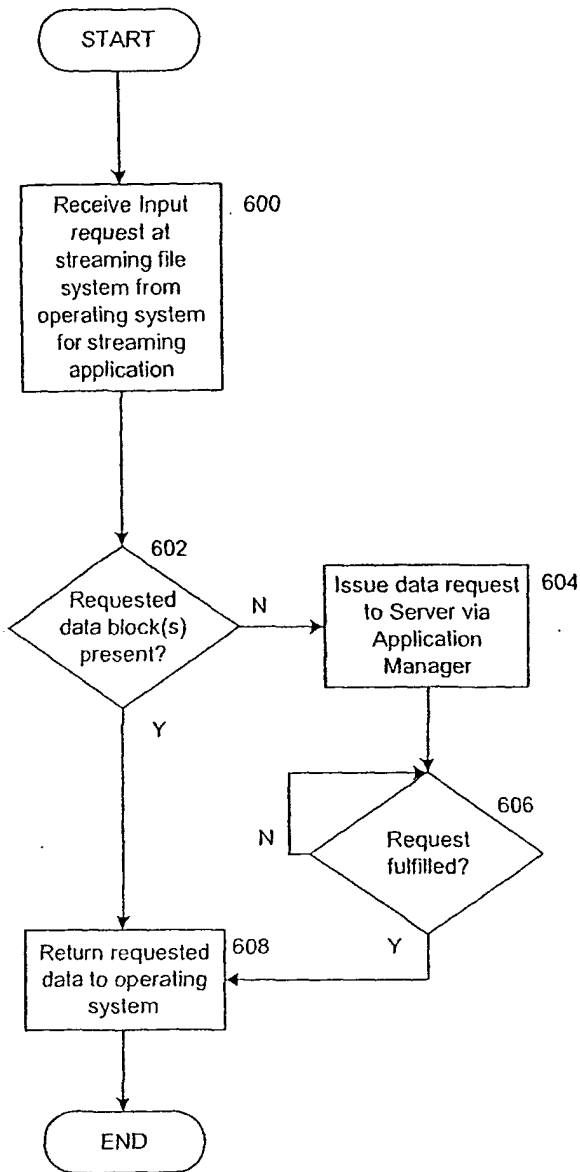 START
Receive Input
request at
streaming file
system from
operating system
for streaming
application
600
602
Requested
data block(s)
present?
N
Y
Issue data request
to Server via
Application
Manager
604
606
Request
fulfilled?
N
Y
Return requested
data to operating
system
608
END